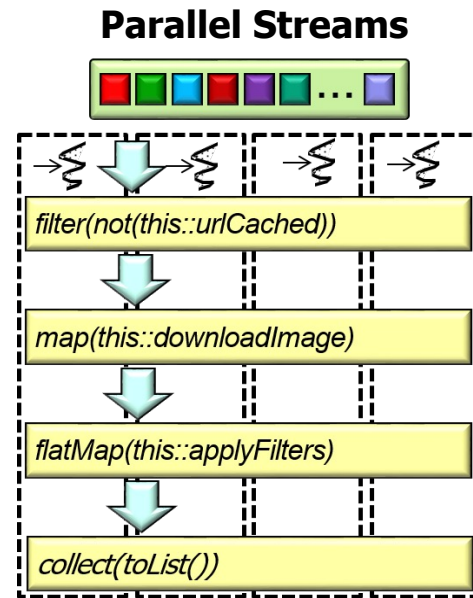 Parallel Streams
...
filter(not(this::urlCached))
map(this::downloadImage)
flatMap(this::applyFilters)
collect(toList())